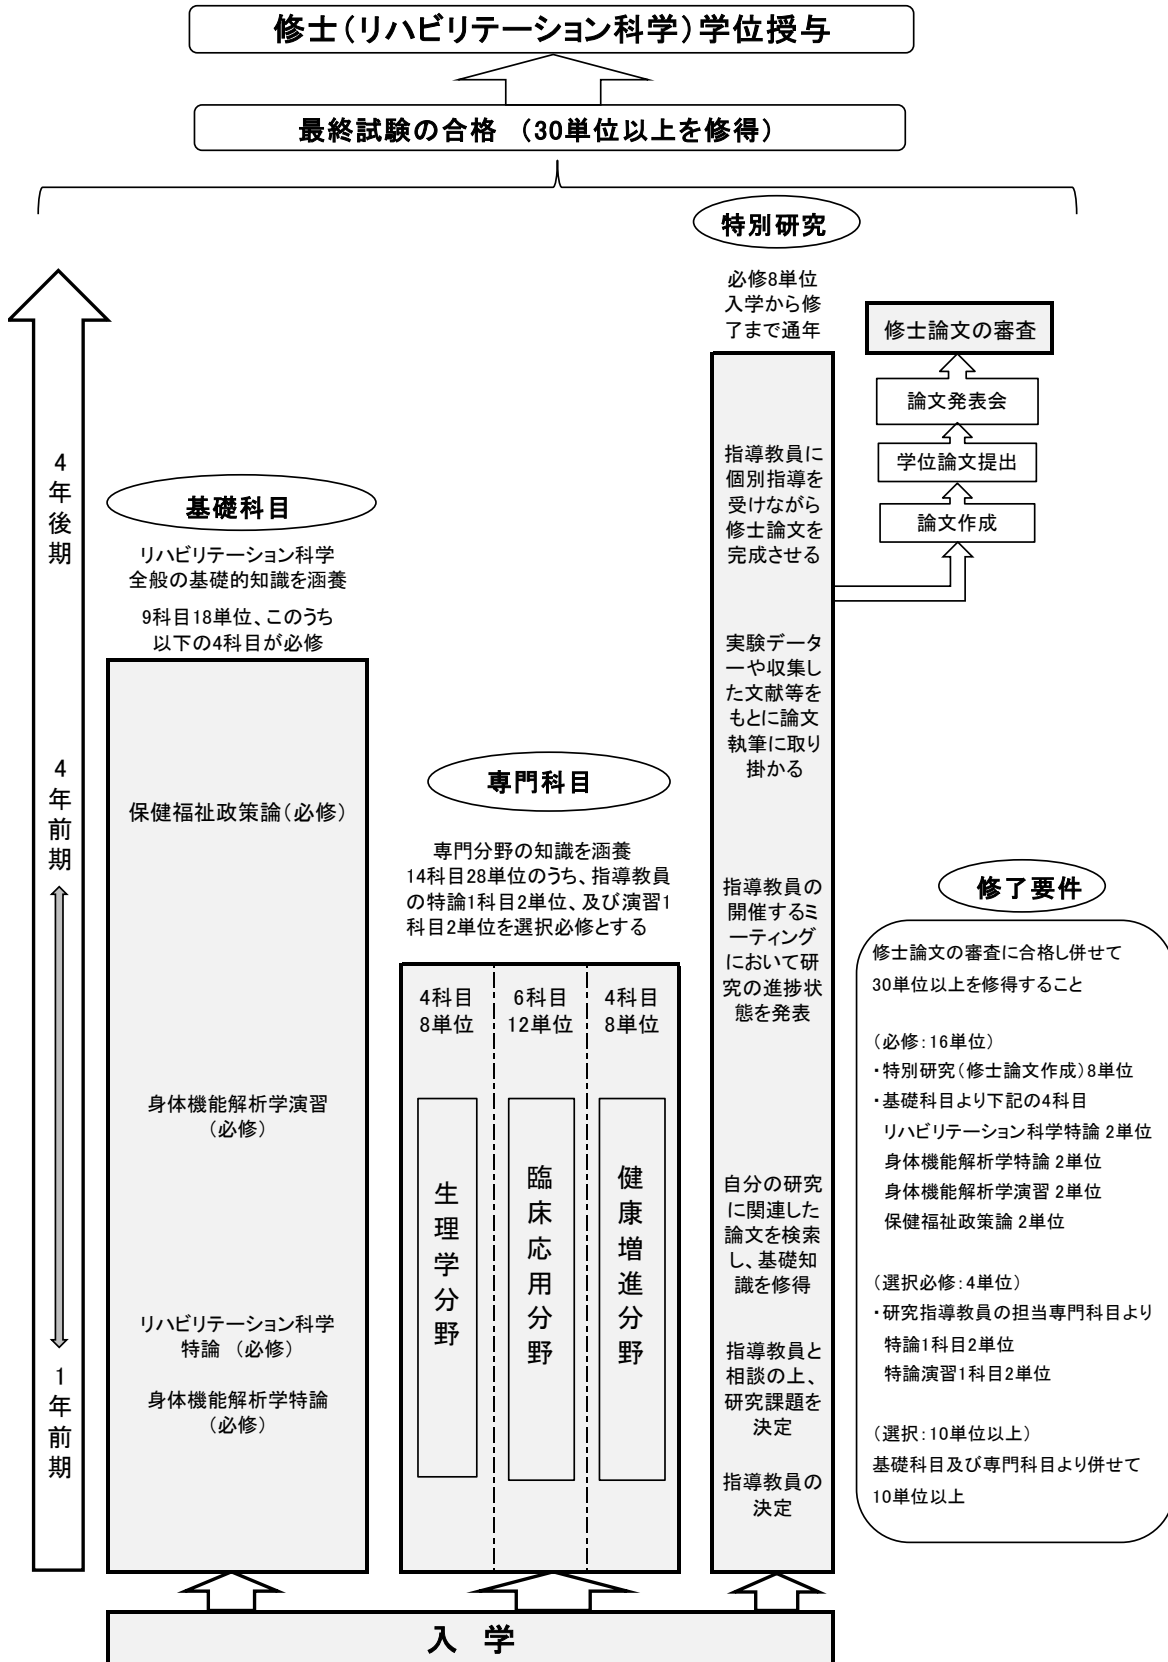 修士（リハビリテーション科学）学位授与
最終試験の合格 （30単位以上を修得）
特別研究
必修8単位
入学から修
了まで通年
修士論文の審査
論文発表会
学位論文提出
論文作成
4年後期
4年前期
1年前期
基礎科目
リハビリテーション科学
全般の基礎的知識を涵養
9科目18単位、このうち
以下の4科目が必修
保健福祉政策論（必修）
身体機能解析学演習
（必修）
リハビリテーション科学
特論 （必修）
身体機能解析学特論
（必修）
専門科目
専門分野の知識を涵養
14科目28単位のうち、指導教員
の特論1科目2単位、及び演習1
科目2単位を選択必修とする
4科目
8単位
6科目
12単位
4科目
8単位
生理学分野
臨床応用分野
健康増進分野
指導教員に
個別指導を
受けながら
修士論文を
完成させる
実験データ
ーや収集し
た文献等を
もとに論文
執筆に取り
掛かる
指導教員の
開催するミ
ーティング
において研
究の進捗状
態を発表
自分の研究
に関連した
論文を検索
し、基礎知
識を修得
指導教員と
相談の上、
研究課題を
決定
指導教員の
決定
修了要件
修士論文の審査に合格し併せて
30単位以上を修得すること
（必修：16単位）
・特別研究（修士論文作成）8単位
・基礎科目より下記の4科目
リハビリテーション科学特論 2単位
身体機能解析学特論 2単位
身体機能解析学演習 2単位
保健福祉政策論 2単位
（選択必修：4単位）
・研究指導教員の担当専門科目より
特論1科目2単位
特論演習1科目2単位
（選択：10単位以上）
基礎科目及び専門科目より併せて
10単位以上
入 学